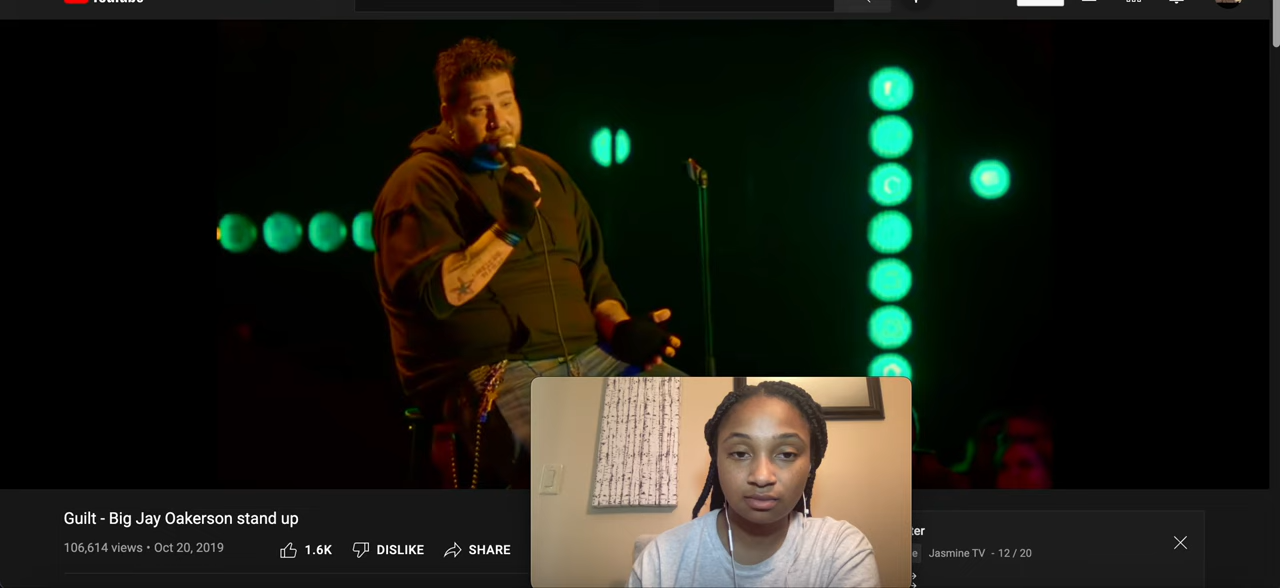 YouTube
Guilt - Big Jay Oakerson stand up
106,614 views • Oct 20, 2019
1.6K
DISLIKE
SHARE
Jasmine TV - 12 / 20